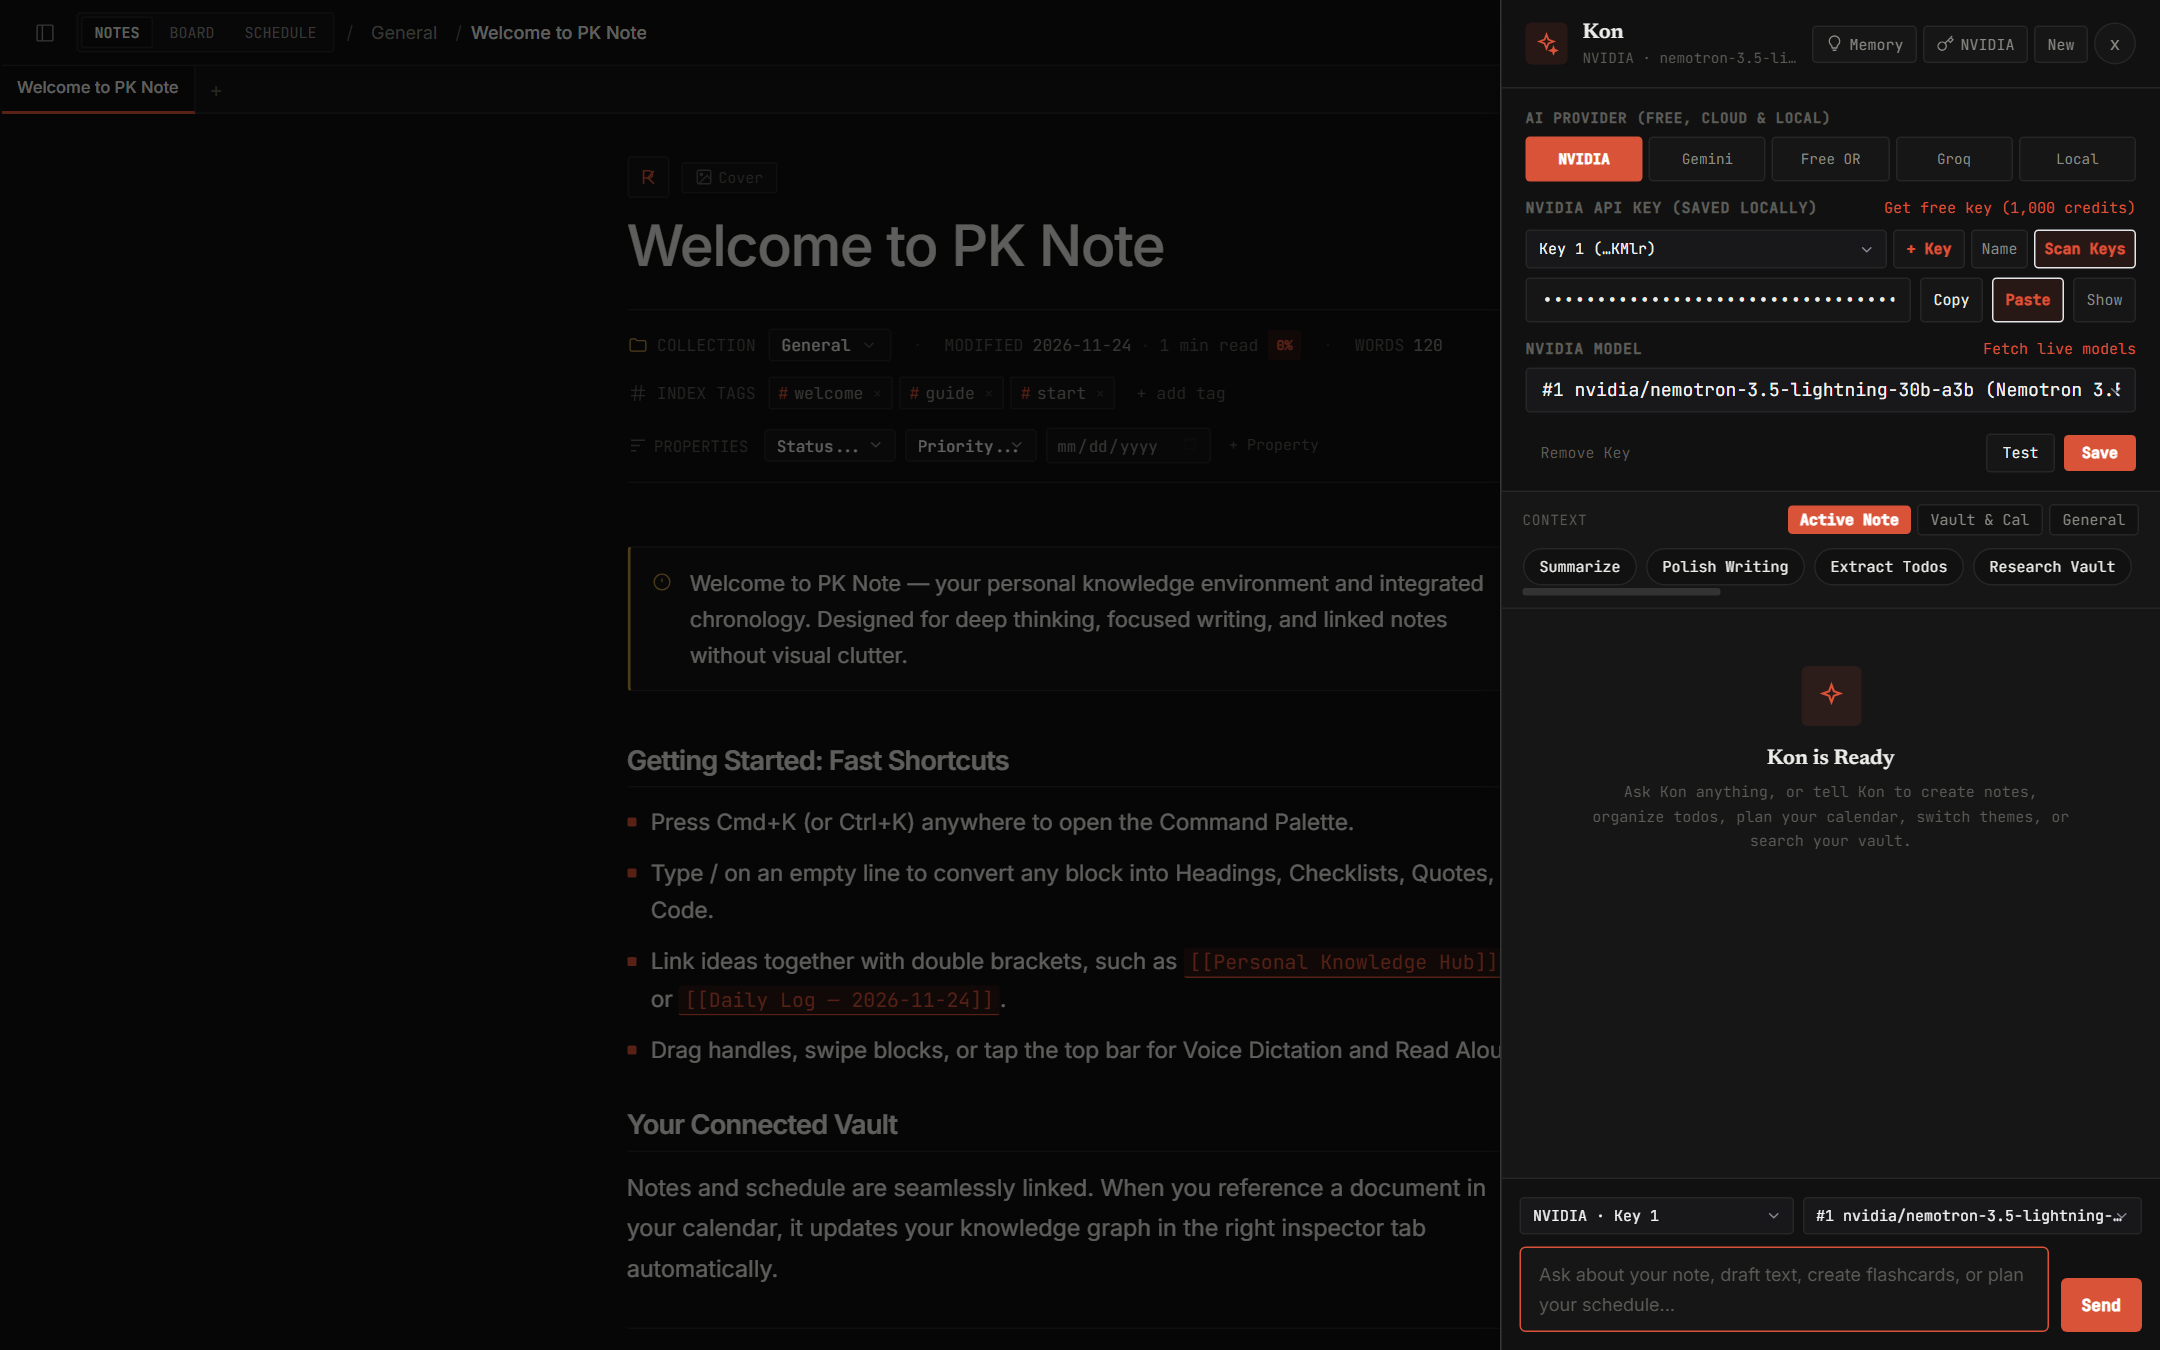 NOTES BOARD SCHEDULE / General / Welcome to PK Note
Welcome to PK Note +
Cover
Welcome to PK Note
COLLECTION General · MODIFIED 2026-11-24 · 1 min read 0% · WORDS 120
INDEX TAGS # welcome × # guide × # start × + add tag
PROPERTIES Status... Priority... mm/dd/yyyy + Property
Welcome to PK Note — your personal knowledge environment and integrated
chronology. Designed for deep thinking, focused writing, and linked notes
without visual clutter.
Getting Started: Fast Shortcuts
Press Cmd+K (or Ctrl+K) anywhere to open the Command Palette.
Type / on an empty line to convert any block into Headings, Checklists, Quotes,
Code.
Link ideas together with double brackets, such as [[Personal Knowledge Hub]]
or [[Daily Log — 2026-11-24]].
Drag handles, swipe blocks, or tap the top bar for Voice Dictation and Read Alou
Your Connected Vault
Notes and schedule are seamlessly linked. When you reference a document in
your calendar, it updates your knowledge graph in the right inspector tab
automatically.
Kon
NVIDIA · nemotron-3.5-li…
Memory NVIDIA New X
AI PROVIDER (FREE, CLOUD & LOCAL)
NVIDIA Gemini Free OR Groq Local
NVIDIA API KEY (SAVED LOCALLY) Get free key (1,000 credits)
Key 1 (…KMlr) + Key Name Scan Keys
Copy Paste Show
NVIDIA MODEL Fetch live models
#1 nvidia/nemotron-3.5-lightning-30b-a3b (Nemotron 3.5
Remove Key Test Save
CONTEXT Active Note Vault & Cal General
Summarize Polish Writing Extract Todos Research Vault
Kon is Ready
Ask Kon anything, or tell Kon to create notes,
organize todos, plan your calendar, switch themes, or
search your vault.
NVIDIA · Key 1 #1 nvidia/nemotron-3.5-lightning-…
Ask about your note, draft text, create flashcards, or plan
your schedule...
Send